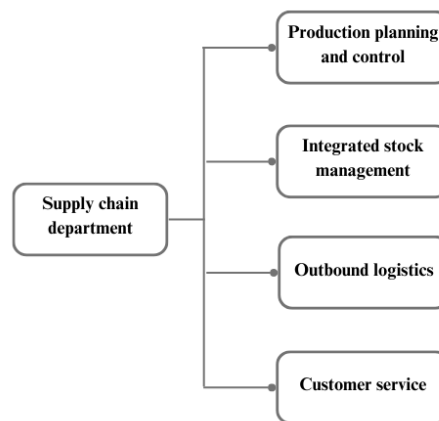 Production planning
and control
Integrated stock
management
Supply chain
department
Outbound logistics
Customer service